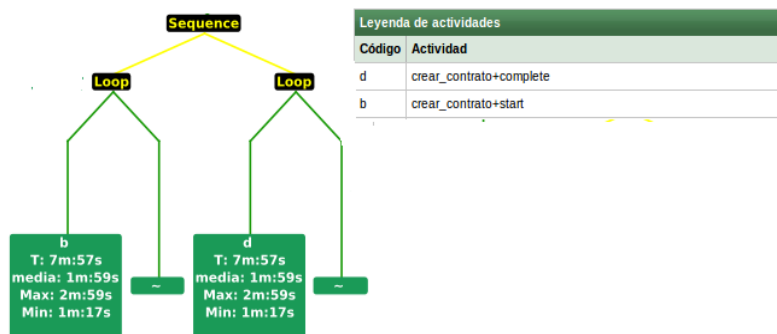 Sequence
Loop
Loop
b
T: 7m:57s
media: 1m:59s
Max: 2m:59s
Min: 1m:17s
~
d
T: 7m:57s
media: 1m:59s
Max: 2m:59s
Min: 1m:17s
~
Leyenda de actividades
Código Actividad
d crear_contrato+complete
b crear_contrato+start